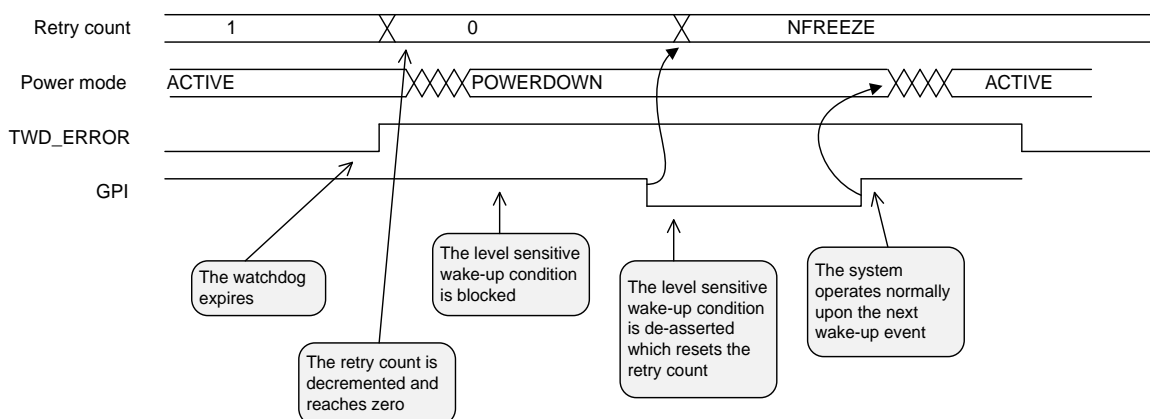 Retry count
1
0
NFREEZE
Power mode
ACTIVE
POWERDOWN
ACTIVE
TWD_ERROR
GPI
The watchdog
expires
The level sensitive
wake-up condition
is blocked
The level sensitive
wake-up condition
is de-asserted
which resets the
retry count
The system
operates normally
upon the next
wake-up event
The retry count is
decremented and
reaches zero